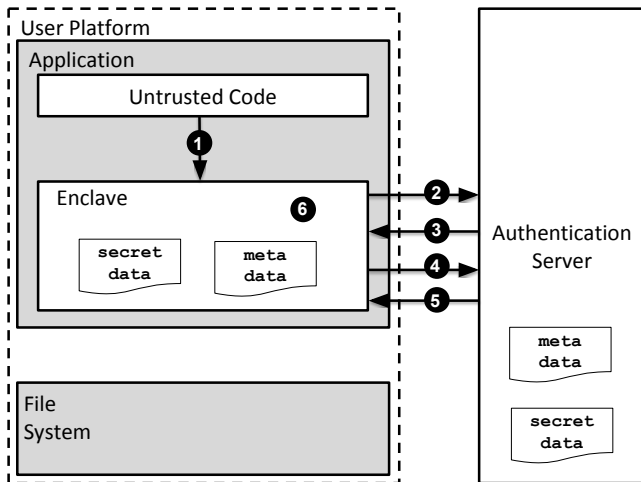 User Platform
Application
Untrusted Code
1
Enclave
6
secret
data
meta
data
2
3
4
5
Authentication
Server
meta
data
secret
data
File
System